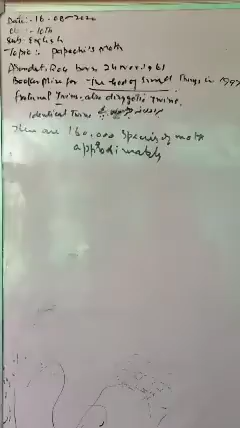 Date:- 16-08-2020
Cl :- 10th
Sub: English
Topic: Papachi's Moth
Roy born 24 Nov. 1961
Booker Prize for The God of Small Things in 1997
Fraternal Twins, also dizygotic Twins.
Identical Twins
There are 160,000 species of moth
approximately